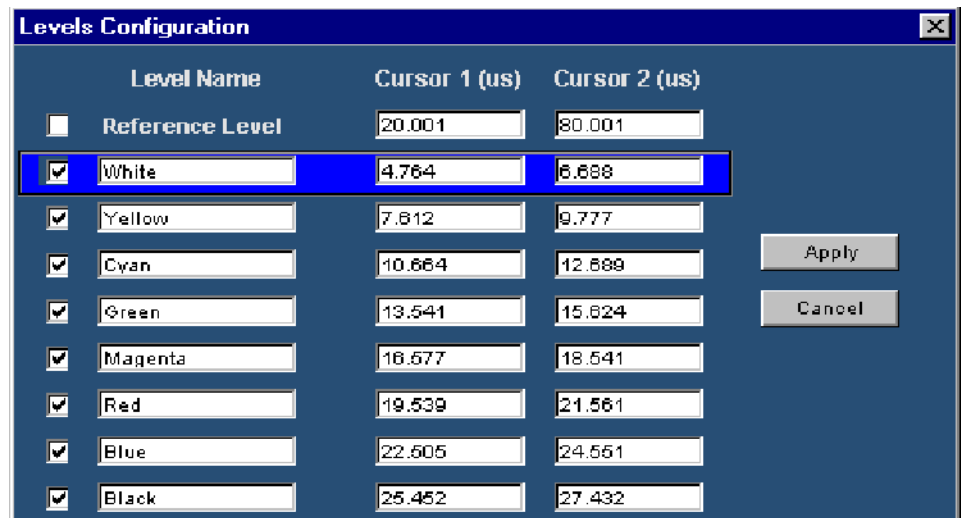 Levels Configuration
Level Name Cursor 1 (us) Cursor 2 (us)
Reference Level 20.001 80.001
White 4.764 6.688
Yellow 7.612 9.777
Cyan 10.664 12.689
Green 13.541 15.624
Magenta 16.577 18.541
Red 19.539 21.561
Blue 22.505 24.551
Black 25.452 27.432
Apply
Cancel